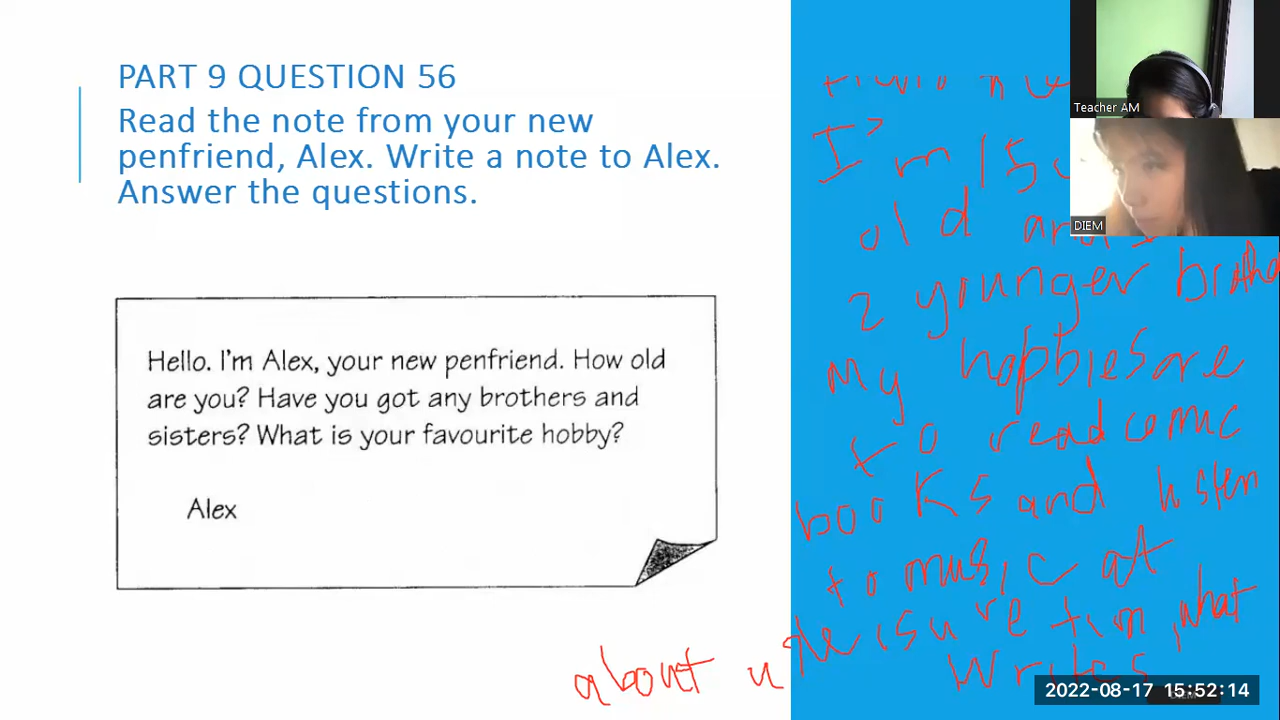 PART 9 QUESTION 56
Read the note from your new
penfriend, Alex. Write a note to Alex.
Answer the questions.
Hello. I'm Alex, your new penfriend. How old
are you? Have you got any brothers and
sisters? What is your favourite hobby?
Alex
I'm 15
old and
2 younger
My hobbies are
to read comic
books and listen
to music at
leisure tim, what
about u
Writes
Teacher AM
DIEM
2022-08-17 15:52:14